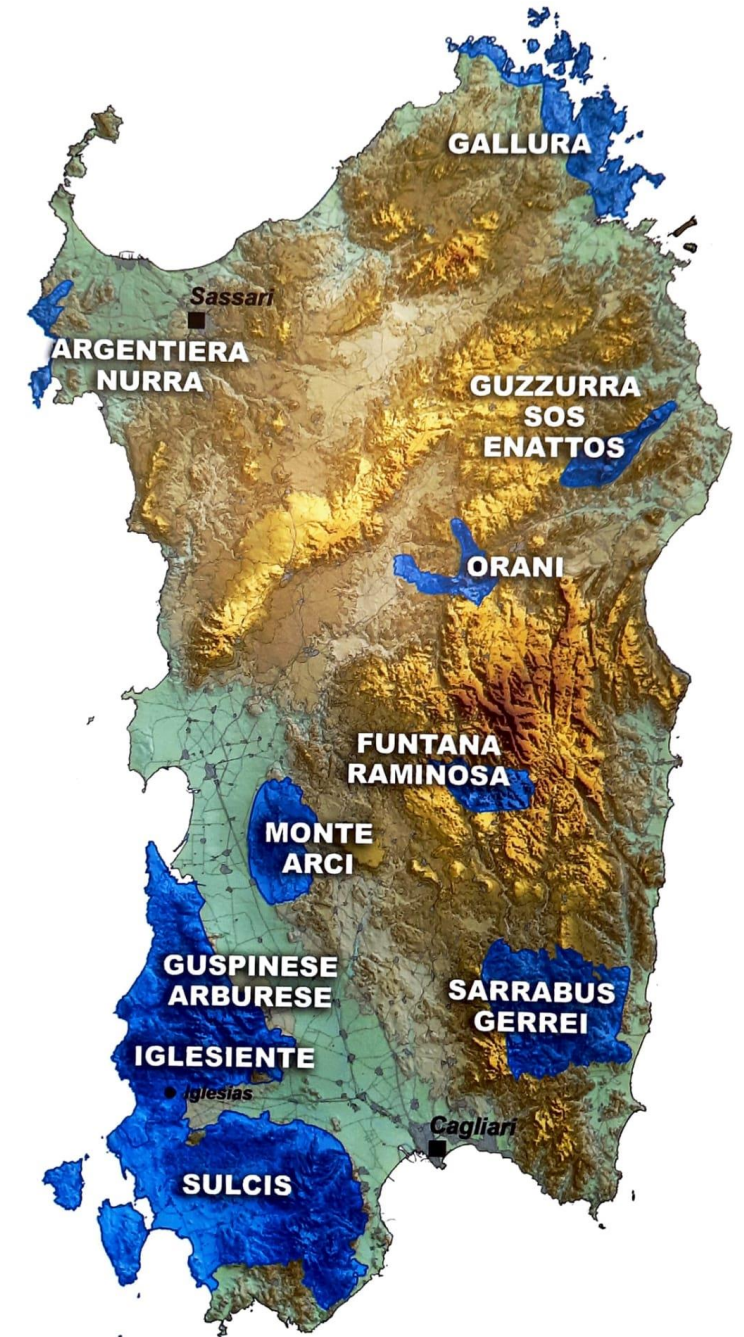 GALLURA
Sassari
ARGENTIERA
NURRA
GUZZURRA
SOS
ENATTOS
ORANI
FUNTANA
RAMINOSA
MONTE
ARCI
GUSPINESE
ARBURESE
SARRABUS
GERREI
IGLESIENTE
Iglesias
Cagliari
SULCIS